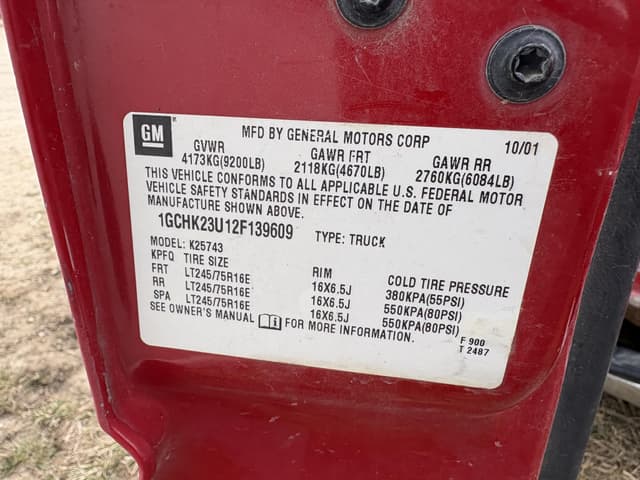 GM
MFD BY GENERAL MOTORS CORP 10/01
GVWR GAWR FRT GAWR RR
4173KG(9200LB) 2118KG(4670LB) 2760KG(6084LB)
THIS VEHICLE CONFORMS TO ALL APPLICABLE U.S. FEDERAL MOTOR
VEHICLE SAFETY STANDARDS IN EFFECT ON THE DATE OF
MANUFACTURE SHOWN ABOVE.
1GCHK23U12F139609 TYPE: TRUCK
MODEL: K25743
KPFQ TIRE SIZE RIM COLD TIRE PRESSURE
FRT LT245/75R16E 16X6.5J 380KPA(55PSI)
RR LT245/75R16E 16X6.5J 550KPA(80PSI)
SPA LT245/75R16E 16X6.5J 550KPA(80PSI)
SEE OWNER'S MANUAL FOR MORE INFORMATION.
F 900
T 2487